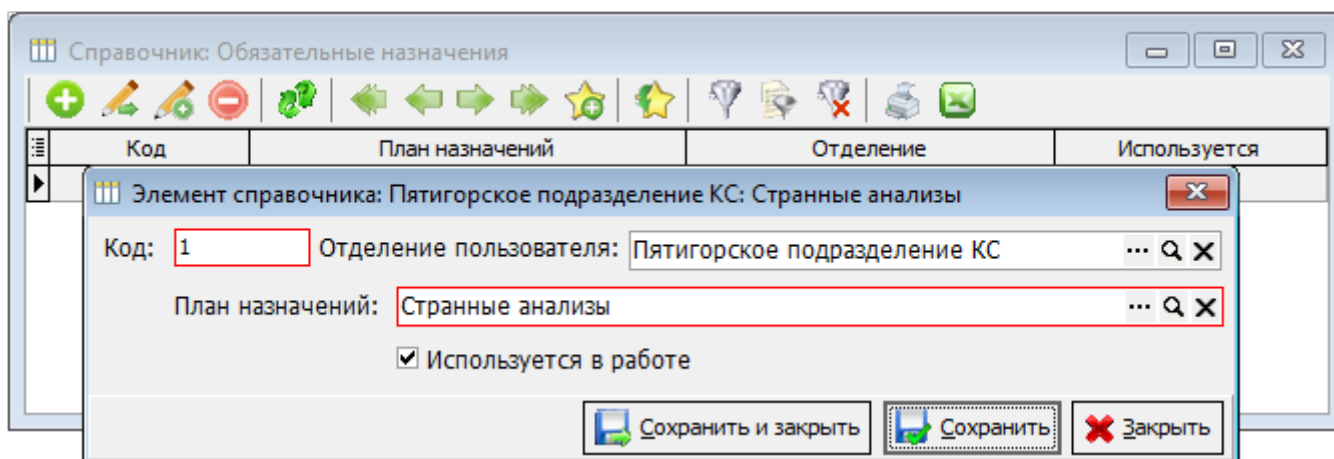 Справочник: Обязательные назначения
Код План назначений Отделение Используется
Элемент справочника: Пятигорское подразделение КС: Странные анализы
Код: 1 Отделение пользователя: Пятигорское подразделение КС
План назначений: Странные анализы
Используется в работе
Сохранить и закрыть Сохранить Закрыть